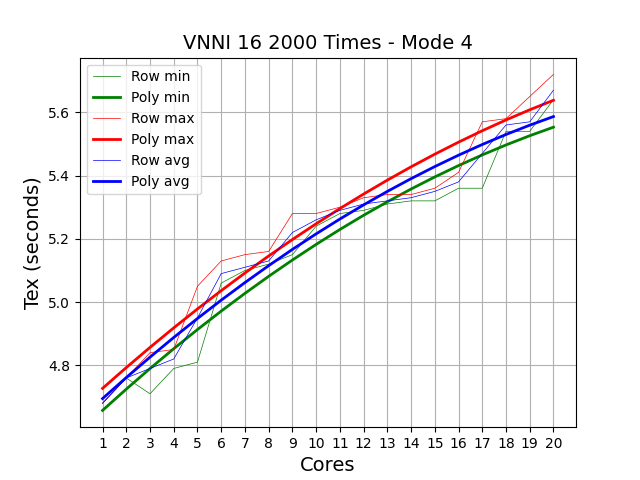 VNNI 16 2000 Times - Mode 4
Row min
Poly min
Row max
Poly max
Row avg
Poly avg
Tex (seconds)
5.6
5.4
5.2
5.0
4.8
1 2 3 4 5 6 7 8 9 10 11 12 13 14 15 16 17 18 19 20
Cores